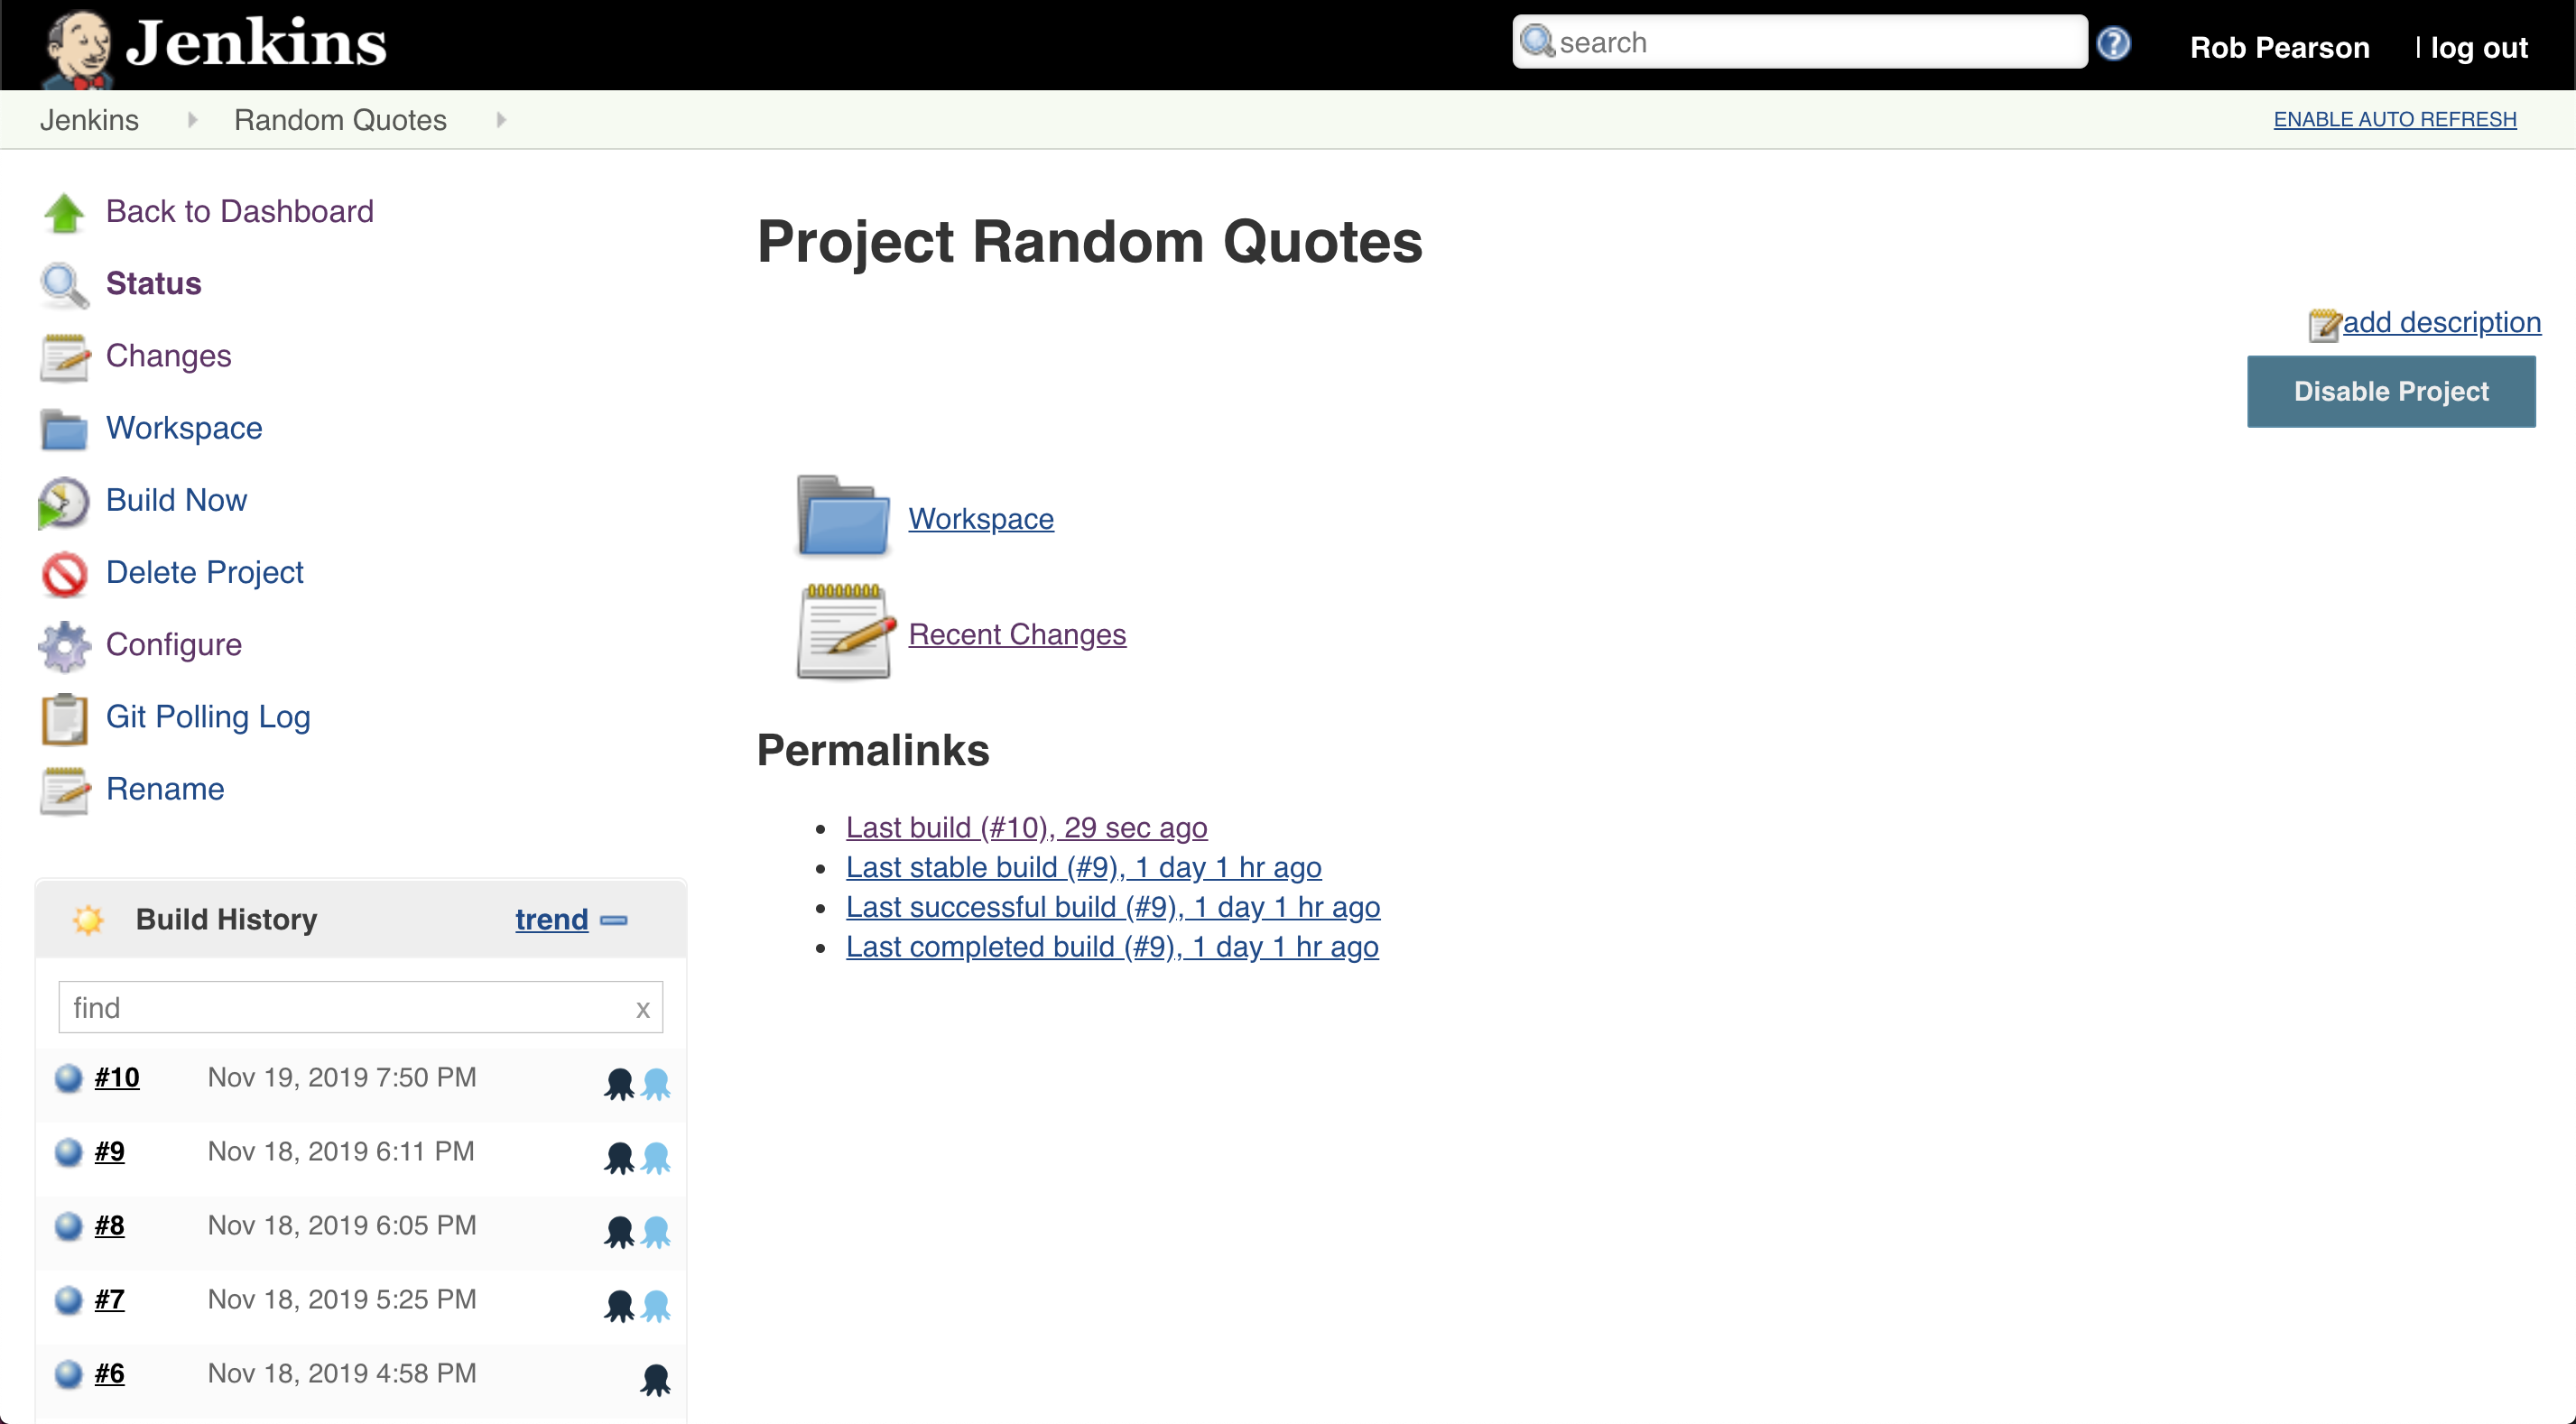 Jenkins
search
?
Rob Pearson | log out
Jenkins Random Quotes
ENABLE AUTO REFRESH
Back to Dashboard
Status
Changes
Workspace
Build Now
Delete Project
Configure
Git Polling Log
Rename
Build History trend
find x
#10 Nov 19, 2019 7:50 PM
#9 Nov 18, 2019 6:11 PM
#8 Nov 18, 2019 6:05 PM
#7 Nov 18, 2019 5:25 PM
#6 Nov 18, 2019 4:58 PM
Project Random Quotes
add description
Disable Project
Workspace
Recent Changes
Permalinks
Last build (#10), 29 sec ago
Last stable build (#9), 1 day 1 hr ago
Last successful build (#9), 1 day 1 hr ago
Last completed build (#9), 1 day 1 hr ago